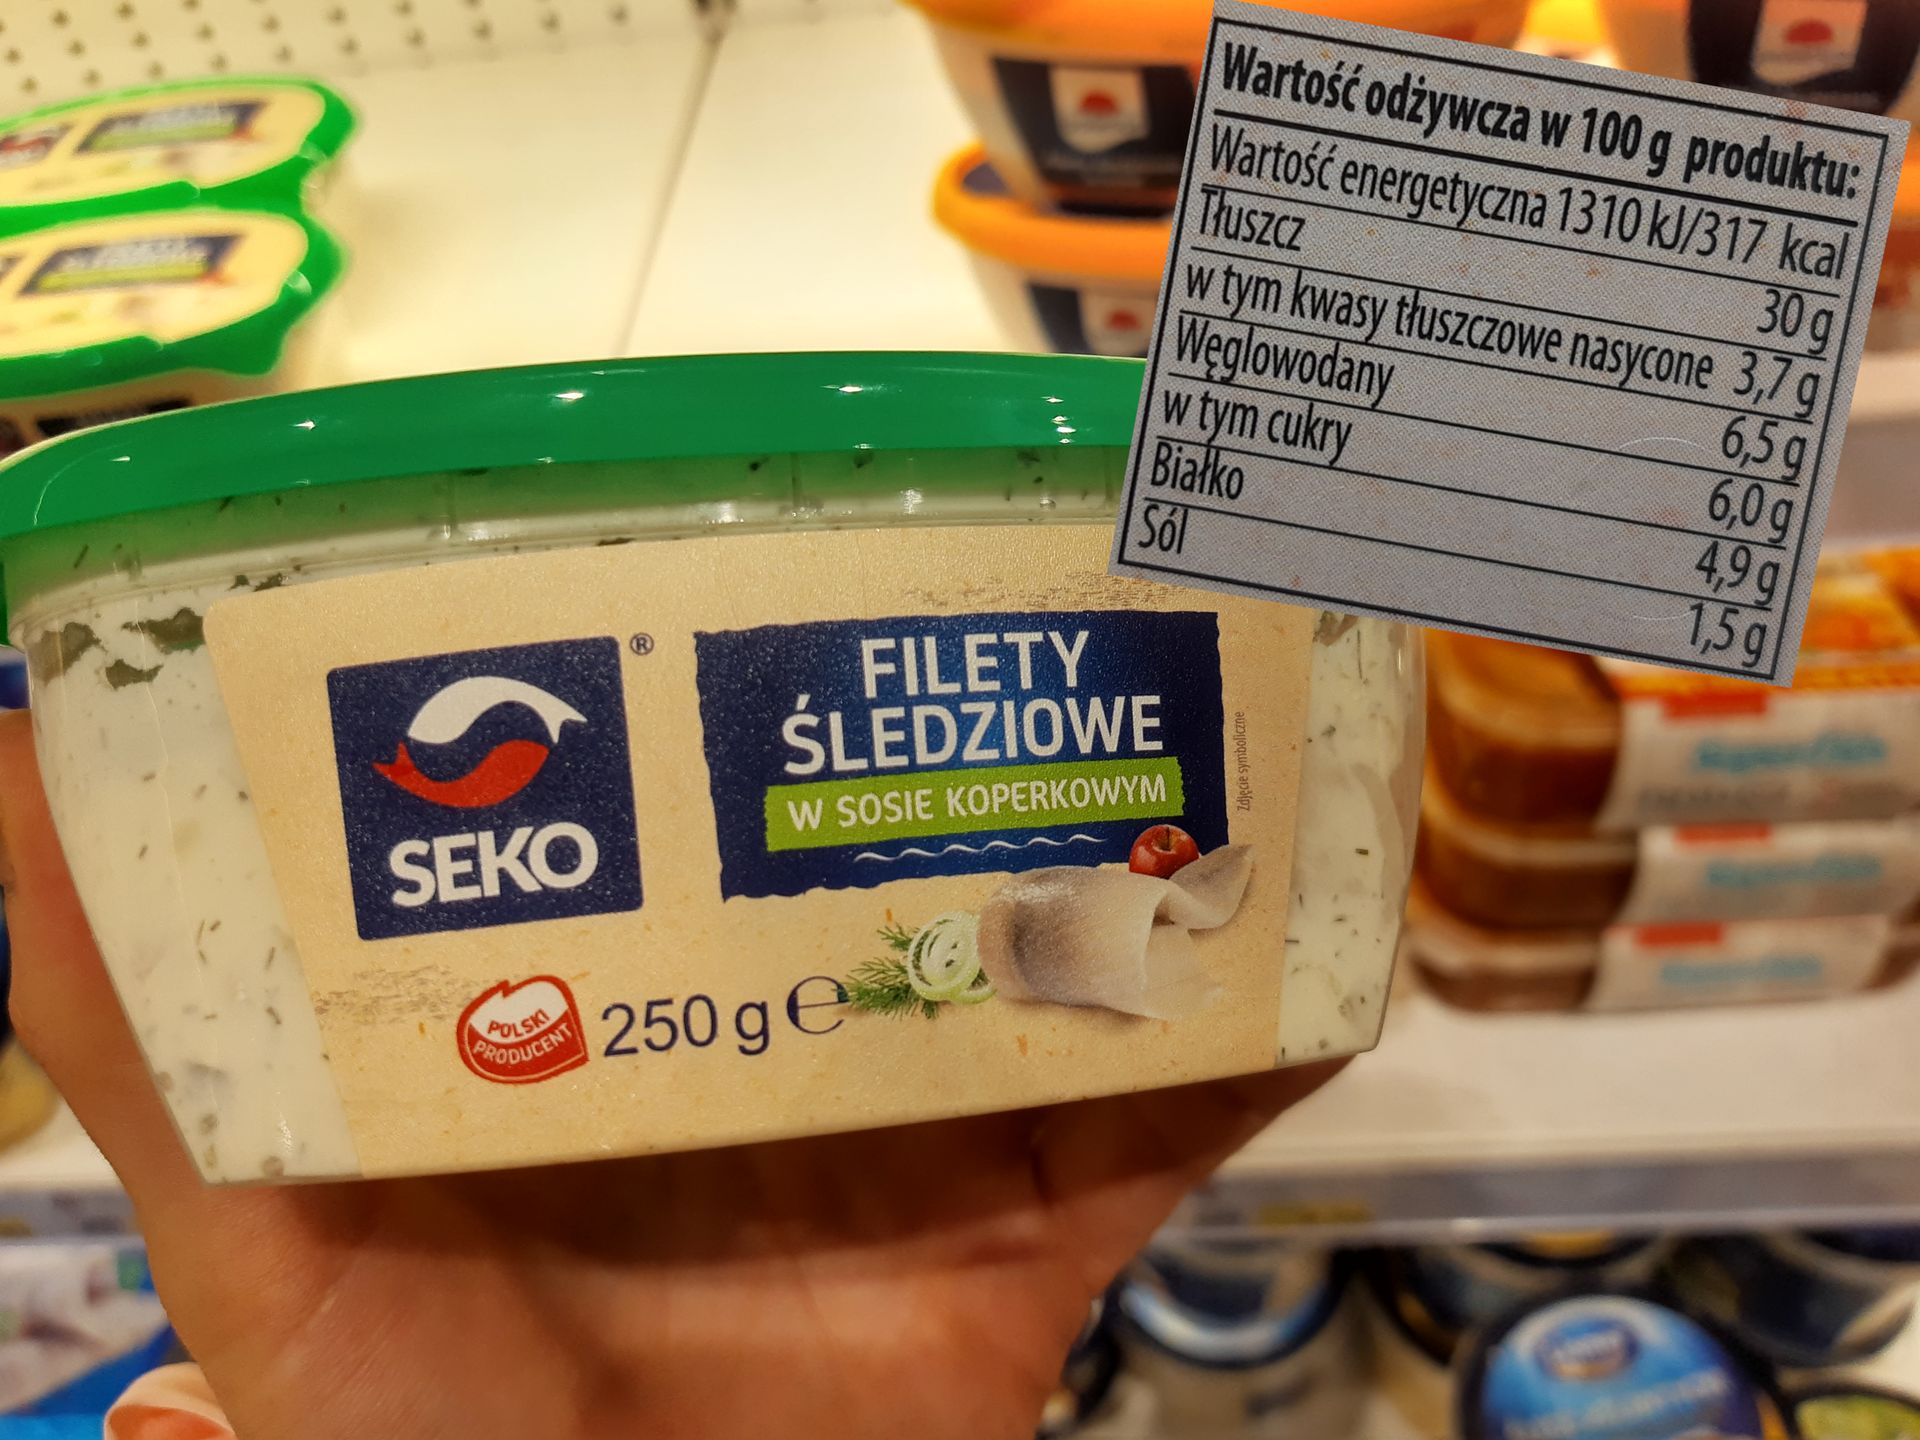 Wartość odżywcza w 100 g produktu:
Wartość energetyczna 1310 kJ/317 kcal
Tłuszcz 30 g
w tym kwasy tłuszczowe nasycone 3,7 g
Węglowodany 6,5 g
w tym cukry 6,0 g
Białko 4,9 g
Sól 1,5 g
SEKO ®
FILETY
ŚLEDZIOWE
W SOSIE KOPERKOWYM
Zdjęcie symboliczne
POLSKI
PRODUCENT
250 g ℮